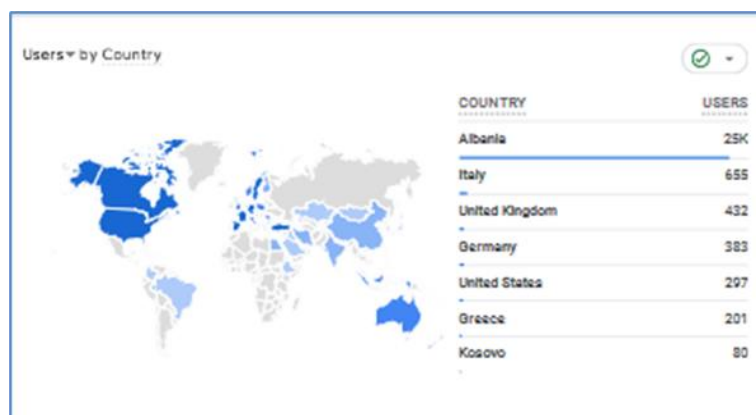 Users by Country
COUNTRY USERS
Albania 25K
Italy 655
United Kingdom 432
Germany 383
United States 297
Greece 201
Kosovo 80